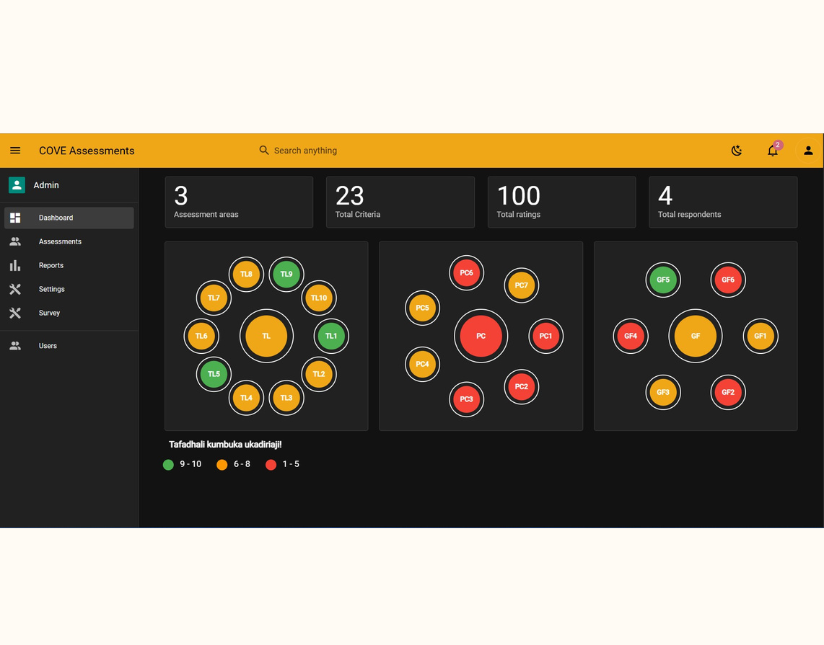 COVE Assessments
Search anything
2
Admin
Dashboard
Assessments
Reports
Settings
Survey
Users
3
Assessment areas
23
Total Criteria
100
Total ratings
4
Total respondents
TL8
TL9
TL7
TL10
TL6
TL
TL1
TL5
TL2
TL4
TL3
PC6
PC7
PC5
PC
PC1
PC4
PC2
PC3
GF5
GF6
GF4
GF
GF1
GF3
GF2
Tafadhali kumbuka ukadiriaji!
9 - 10
6 - 8
1 - 5